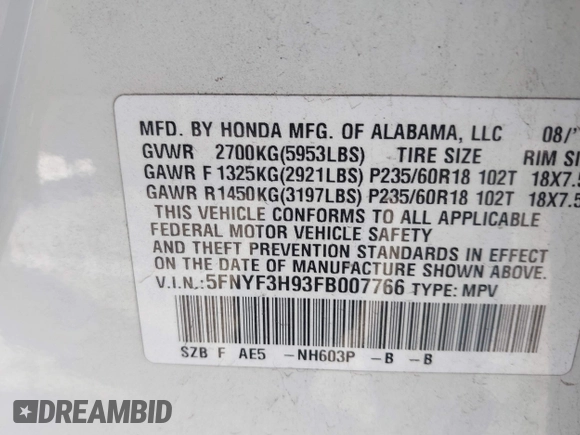 MFD. BY HONDA MFG. OF ALABAMA, LLC 08/
GVWR 2700KG(5953LBS) TIRE SIZE RIM SI
GAWR F 1325KG(2921LBS) P235/60R18 102T 18X7.5
GAWR R1450KG(3197LBS) P235/60R18 102T 18X7.5
THIS VEHICLE CONFORMS TO ALL APPLICABLE
FEDERAL MOTOR VEHICLE SAFETY
AND THEFT PREVENTION STANDARDS IN EFFECT
ON THE DATE OF MANUFACTURE SHOWN ABOVE.
V.I.N.:5FNYF3H93FB007766 TYPE: MPV
SZB F AE5 -NH603P -B -B
DREAMBID